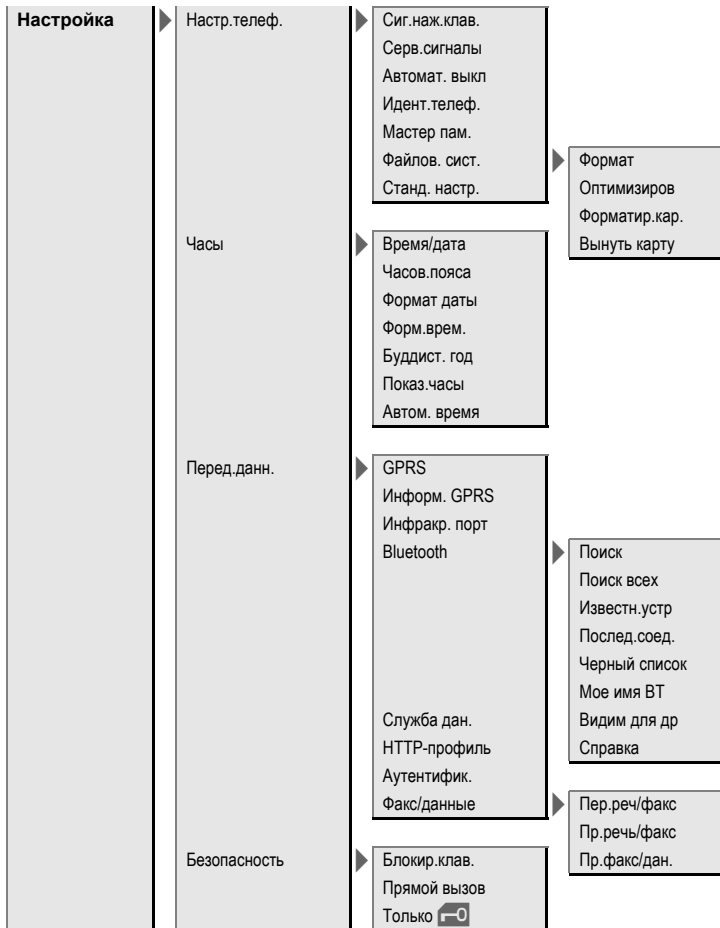 Настройка
Настр.телеф.
Сиг.наж.клав.
Серв.сигналы
Автомат. выкл
Идент.телеф.
Мастер пам.
Файлов. сист.
Формат
Оптимизиров
Форматир.кар.
Вынуть карту
Станд. настр.
Часы
Время/дата
Часов.пояса
Формат даты
Форм.врем.
Буддист. год
Показ.часы
Автом. время
Перед.данн.
GPRS
Информ. GPRS
Инфракр. порт
Bluetooth
Поиск
Поиск всех
Известн.устр
Послед.соед.
Черный список
Мое имя BT
Видим для др
Справка
Служба дан.
HTTP-профиль
Аутентифик.
Факс/данные
Пер.реч/факс
Пр.речь/факс
Пр.факс/дан.
Безопасность
Блокир.клав.
Прямой вызов
Только